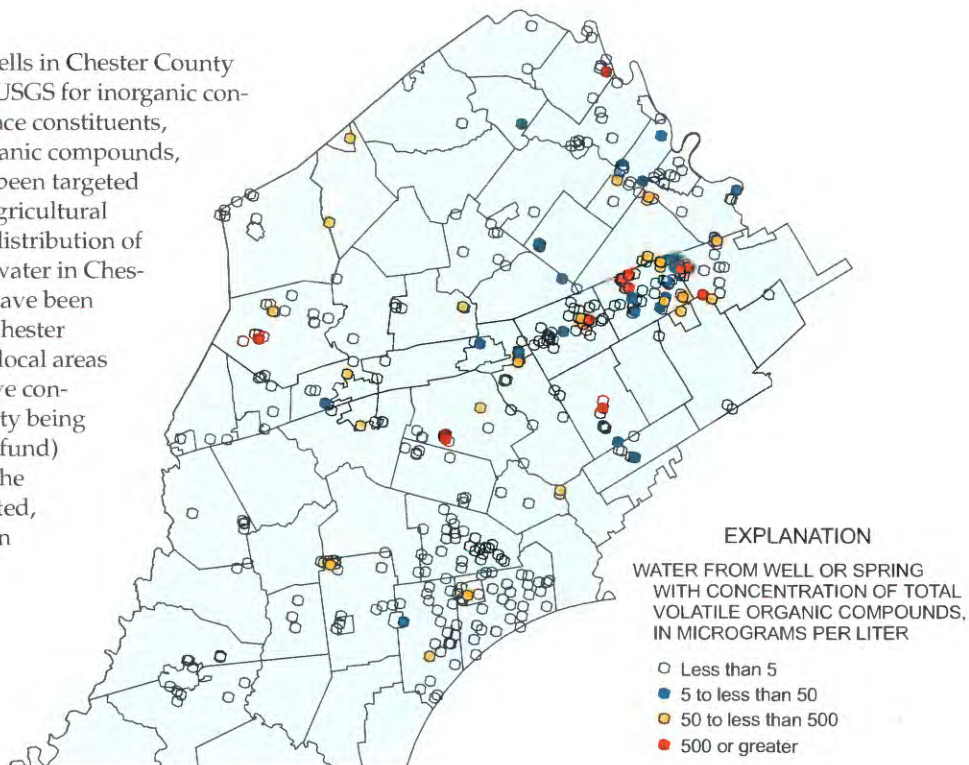 ells in Chester County
USGS for inorganic con-
ace constituents,
anic compounds,
been targeted
gricultural
distribution of
water in Ches-
ave been
hester
local areas
ve con-
ty being
fund)
he
ted,
n
EXPLANATION
WATER FROM WELL OR SPRING
WITH CONCENTRATION OF TOTAL
VOLATILE ORGANIC COMPOUNDS,
IN MICROGRAMS PER LITER
Less than 5
5 to less than 50
50 to less than 500
500 or greater